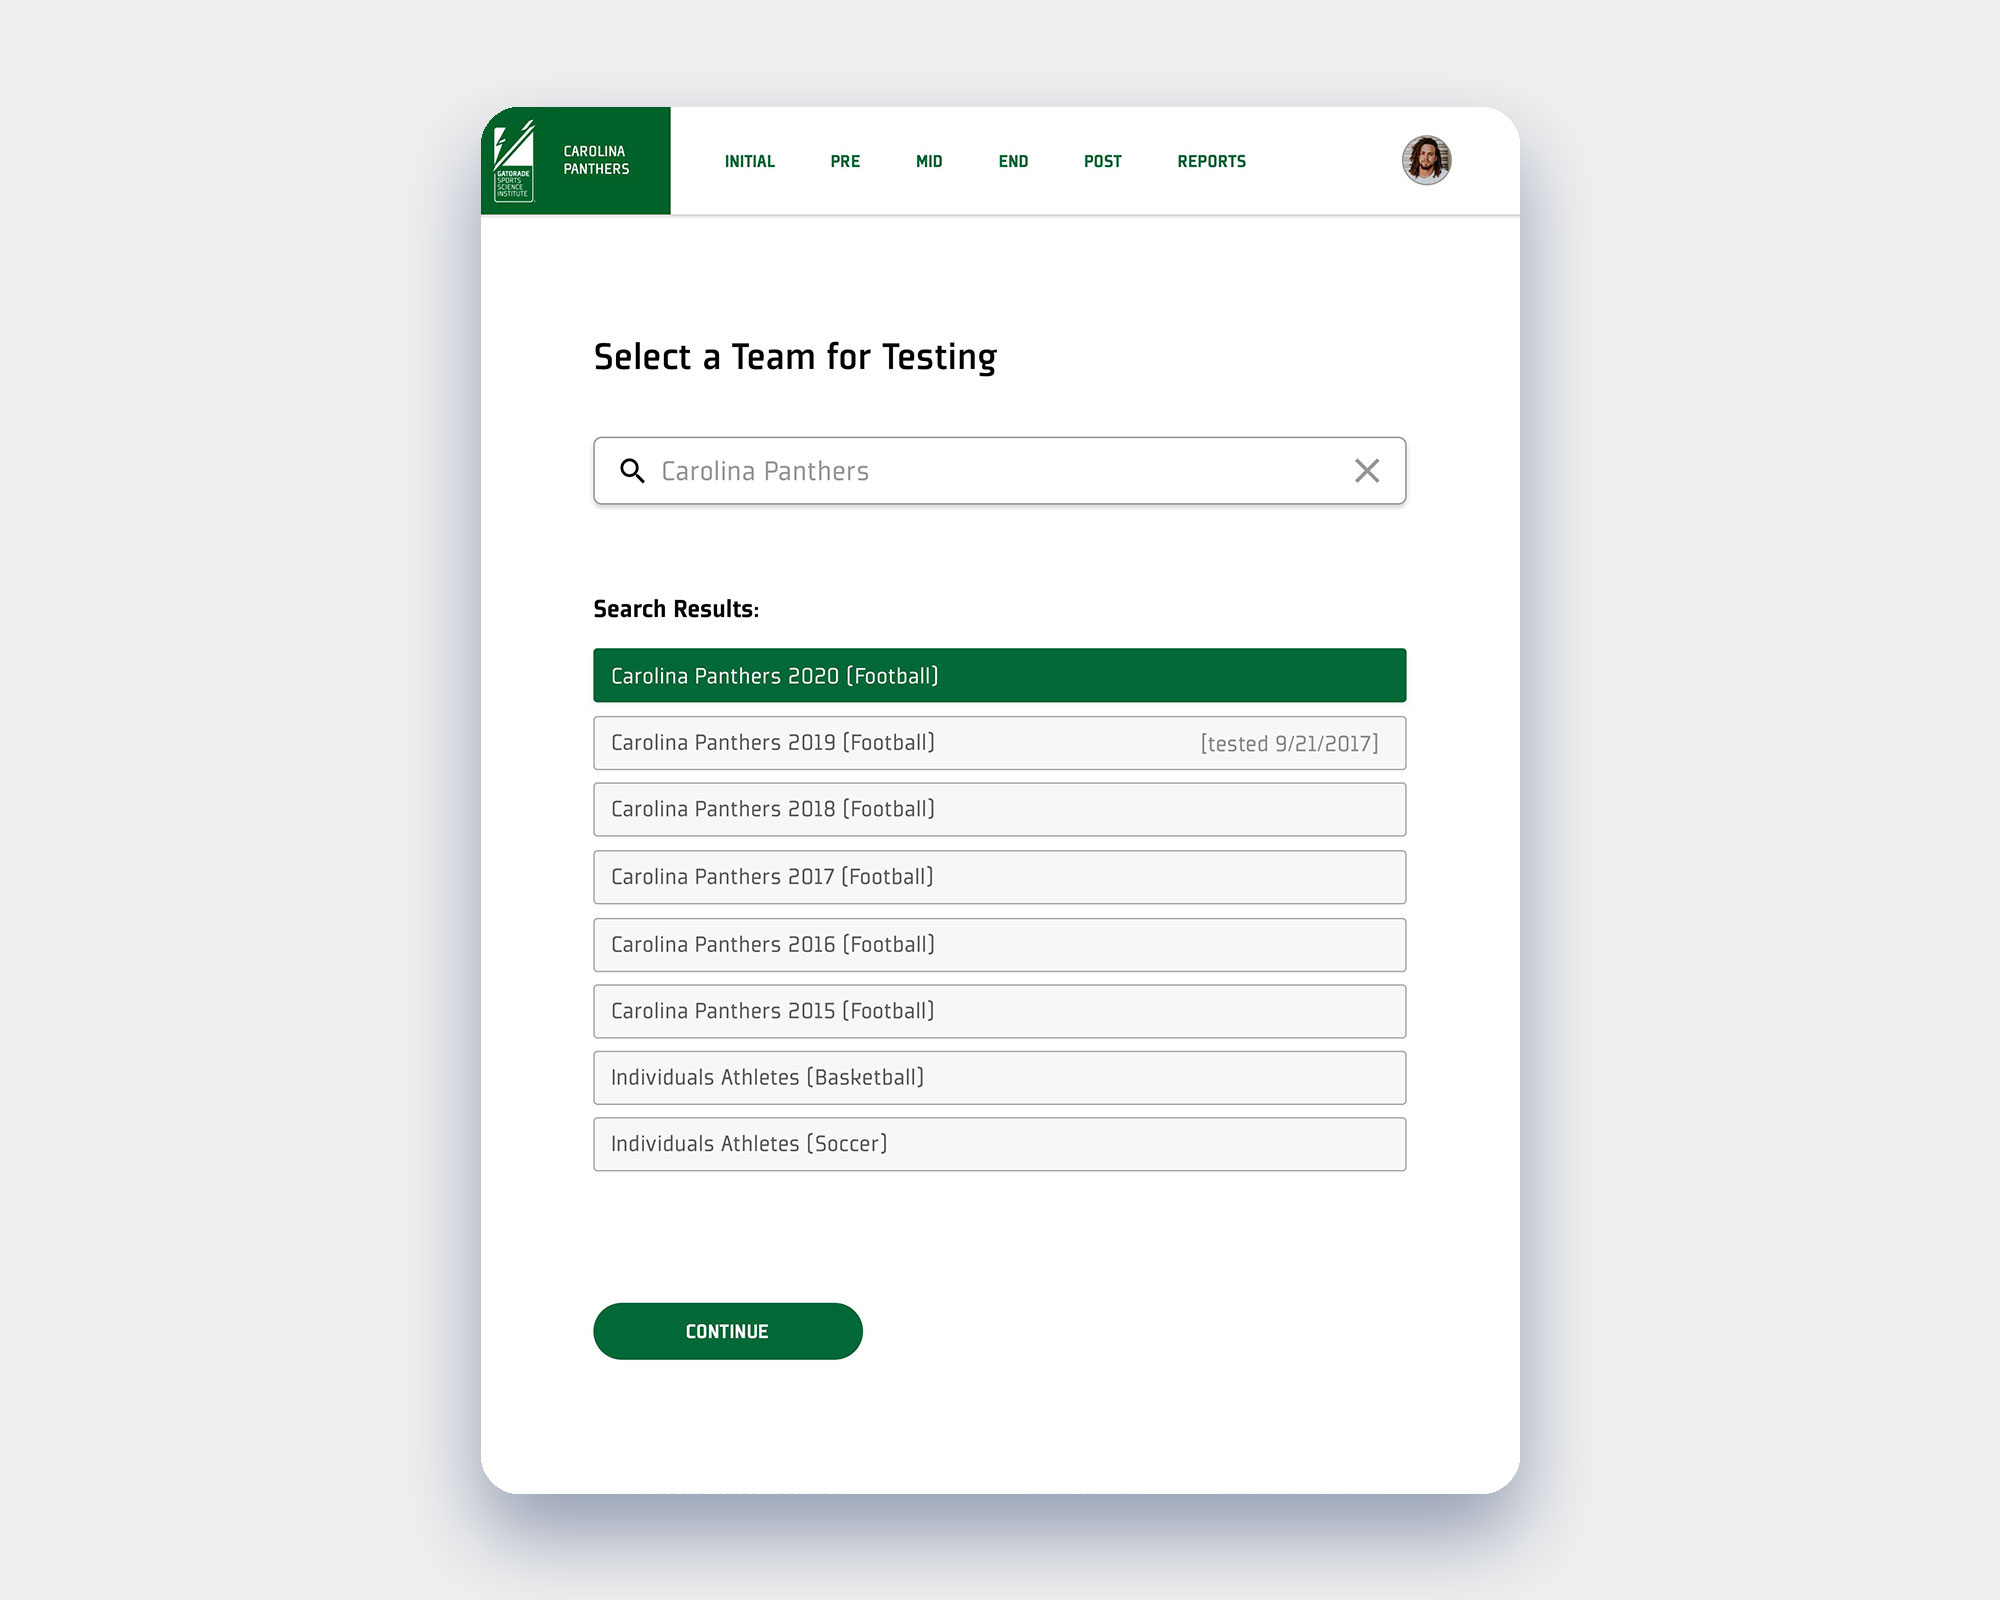 GATORADE
SPORTS
SCIENCE
INSTITUTE
CAROLINA
PANTHERS
INITIAL
PRE
MID
END
POST
REPORTS
Select a Team for Testing
Carolina Panthers
Search Results:
Carolina Panthers 2020 (Football)
Carolina Panthers 2019 (Football) [tested 9/21/2017]
Carolina Panthers 2018 (Football)
Carolina Panthers 2017 (Football)
Carolina Panthers 2016 (Football)
Carolina Panthers 2015 (Football)
Individuals Athletes (Basketball)
Individuals Athletes (Soccer)
CONTINUE